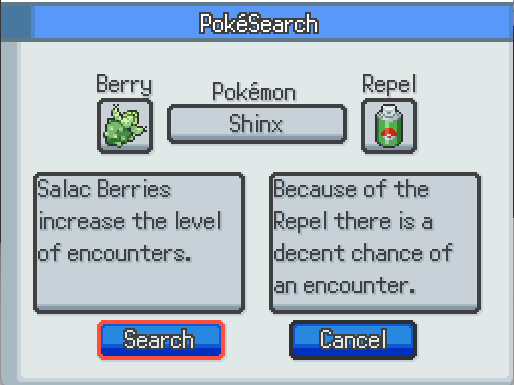 PokéSearch
Berry
Pokémon
Repel
Shinx
Salac Berries
increase the level
of encounters.
Because of the
Repel there is a
decent chance of
an encounter.
Search
Cancel